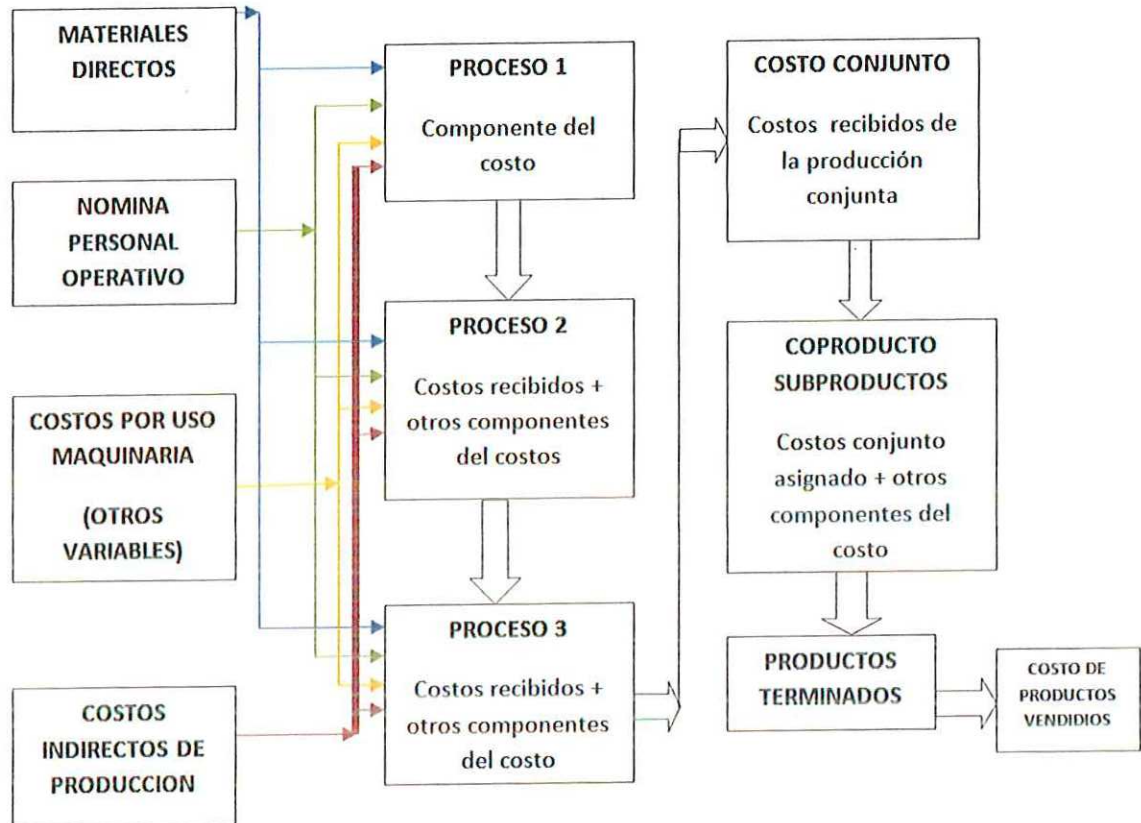 MATERIALES
DIRECTOS
NOMINA
PERSONAL
OPERATIVO
COSTOS POR USO
MAQUINARIA
(OTROS
VARIABLES)
COSTOS
INDIRECTOS DE
PRODUCCION
PROCESO 1
Componente del
costo
PROCESO 2
Costos recibidos +
otros componentes
del costos
PROCESO 3
Costos recibidos +
otros componentes
del costo
COSTO CONJUNTO
Costos recibidos de
la producción
conjunta
COPRODUCTO
SUBPRODUCTOS
Costos conjunto
asignado + otros
componentes del
costo
PRODUCTOS
TERMINADOS
COSTO DE
PRODUCTOS
VENDIDIOS